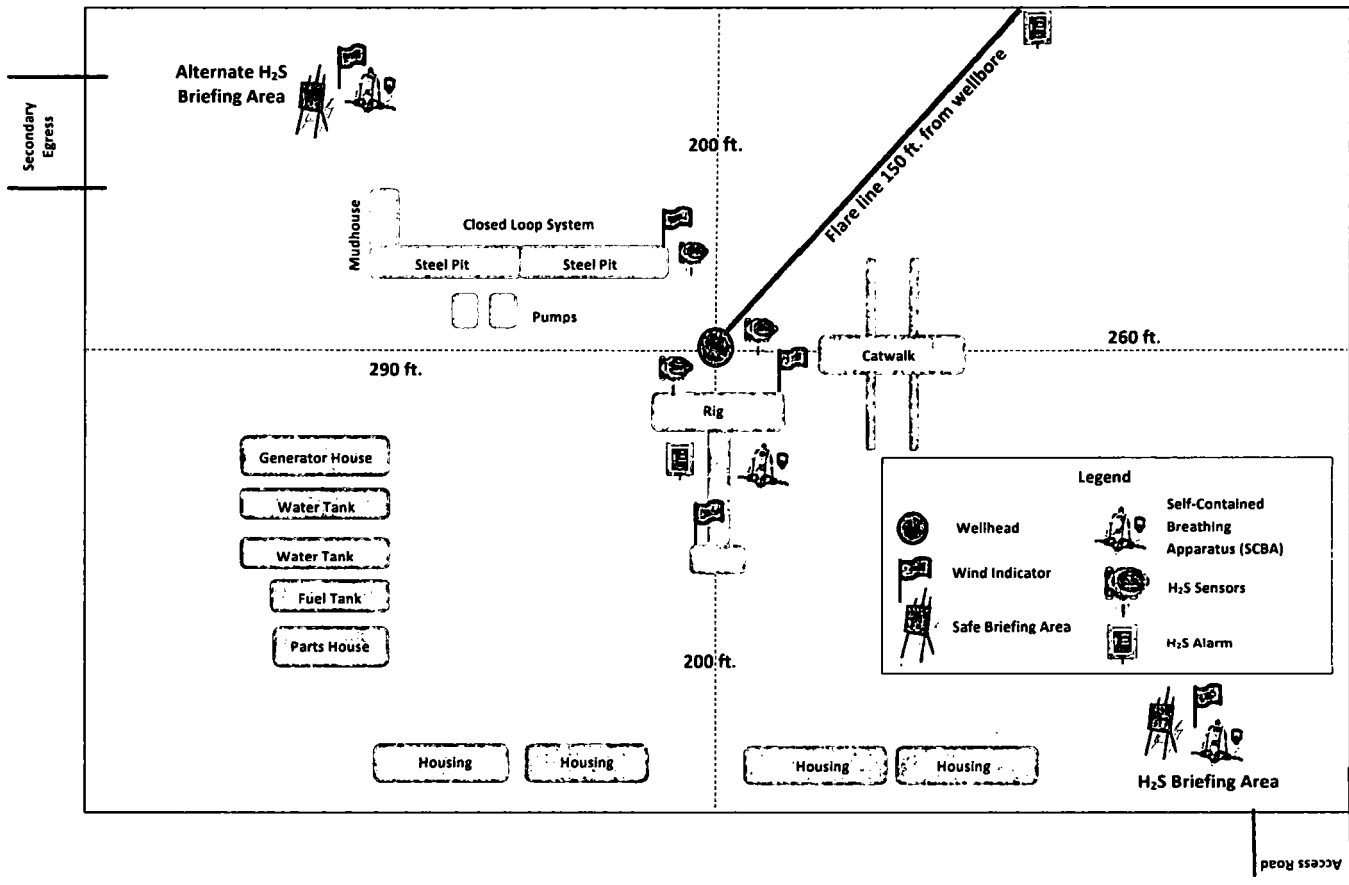 Alternate H₂S
Briefing Area
Secondary
Egress
200 ft.
Flare line 150 ft. from wellbore
Mudhouse
Closed Loop System
Steel Pit
Steel Pit
Pumps
290 ft.
260 ft.
Catwalk
Rig
Generator House
Water Tank
Water Tank
Fuel Tank
Parts House
Legend
Wellhead
Wind Indicator
Safe Briefing Area
Self-Contained
Breathing
Apparatus (SCBA)
H₂S Sensors
H₂S Alarm
200 ft.
Housing
Housing
Housing
Housing
H₂S Briefing Area
Access Road